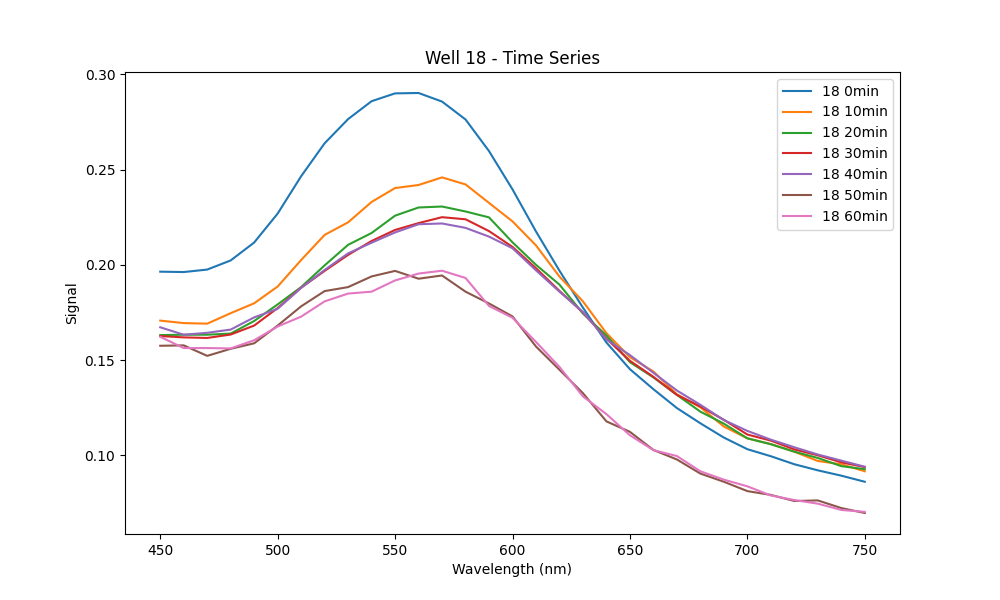 Well 18 - Time Series
0.30
0.25
0.20
0.15
0.10
Signal
450
500
550
600
650
700
750
Wavelength (nm)
18 0min
18 10min
18 20min
18 30min
18 40min
18 50min
18 60min